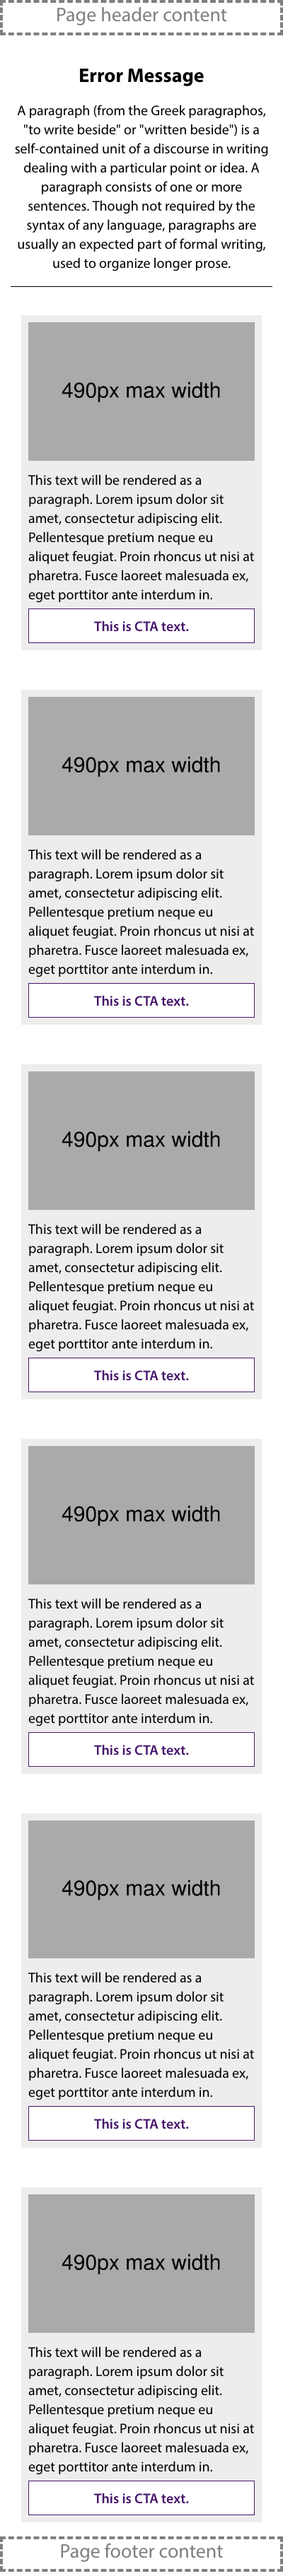 Page header content
Error Message
A paragraph (from the Greek paragraphos,
"to write beside" or "written beside") is a
self-contained unit of a discourse in writing
dealing with a particular point or idea. A
paragraph consists of one or more
sentences. Though not required by the
syntax of any language, paragraphs are
usually an expected part of formal writing,
used to organize longer prose.
490px max width
This text will be rendered as a
paragraph. Lorem ipsum dolor sit
amet, consectetur adipiscing elit.
Pellentesque pretium neque eu
aliquet feugiat. Proin rhoncus ut nisi at
pharetra. Fusce laoreet malesuada ex,
eget porttitor ante interdum in.
This is CTA text.
490px max width
This text will be rendered as a
paragraph. Lorem ipsum dolor sit
amet, consectetur adipiscing elit.
Pellentesque pretium neque eu
aliquet feugiat. Proin rhoncus ut nisi at
pharetra. Fusce laoreet malesuada ex,
eget porttitor ante interdum in.
This is CTA text.
490px max width
This text will be rendered as a
paragraph. Lorem ipsum dolor sit
amet, consectetur adipiscing elit.
Pellentesque pretium neque eu
aliquet feugiat. Proin rhoncus ut nisi at
pharetra. Fusce laoreet malesuada ex,
eget porttitor ante interdum in.
This is CTA text.
490px max width
This text will be rendered as a
paragraph. Lorem ipsum dolor sit
amet, consectetur adipiscing elit.
Pellentesque pretium neque eu
aliquet feugiat. Proin rhoncus ut nisi at
pharetra. Fusce laoreet malesuada ex,
eget porttitor ante interdum in.
This is CTA text.
490px max width
This text will be rendered as a
paragraph. Lorem ipsum dolor sit
amet, consectetur adipiscing elit.
Pellentesque pretium neque eu
aliquet feugiat. Proin rhoncus ut nisi at
pharetra. Fusce laoreet malesuada ex,
eget porttitor ante interdum in.
This is CTA text.
490px max width
This text will be rendered as a
paragraph. Lorem ipsum dolor sit
amet, consectetur adipiscing elit.
Pellentesque pretium neque eu
aliquet feugiat. Proin rhoncus ut nisi at
pharetra. Fusce laoreet malesuada ex,
eget porttitor ante interdum in.
This is CTA text.
Page footer content